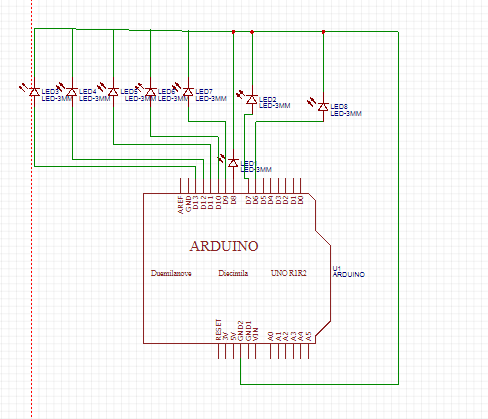 LED3 LED4 LED5 LED6 LED7
LED-3MM LED-3MM LED-3MM LED-3MM LED-3MM
LED2
LED-3MM
LED8
LED-3MM
LED1
LED-3MM
AREF GND D13 D12 D11 D10 D9 D8 D7 D6 D5 D4 D3 D2 D1 D0
ARDUINO
Duemilanove Diecimila UNO R1R2
U1
ARDUINO
RESET 3V 5V GND2 GND1 VIN A0 A1 A2 A3 A4 A5